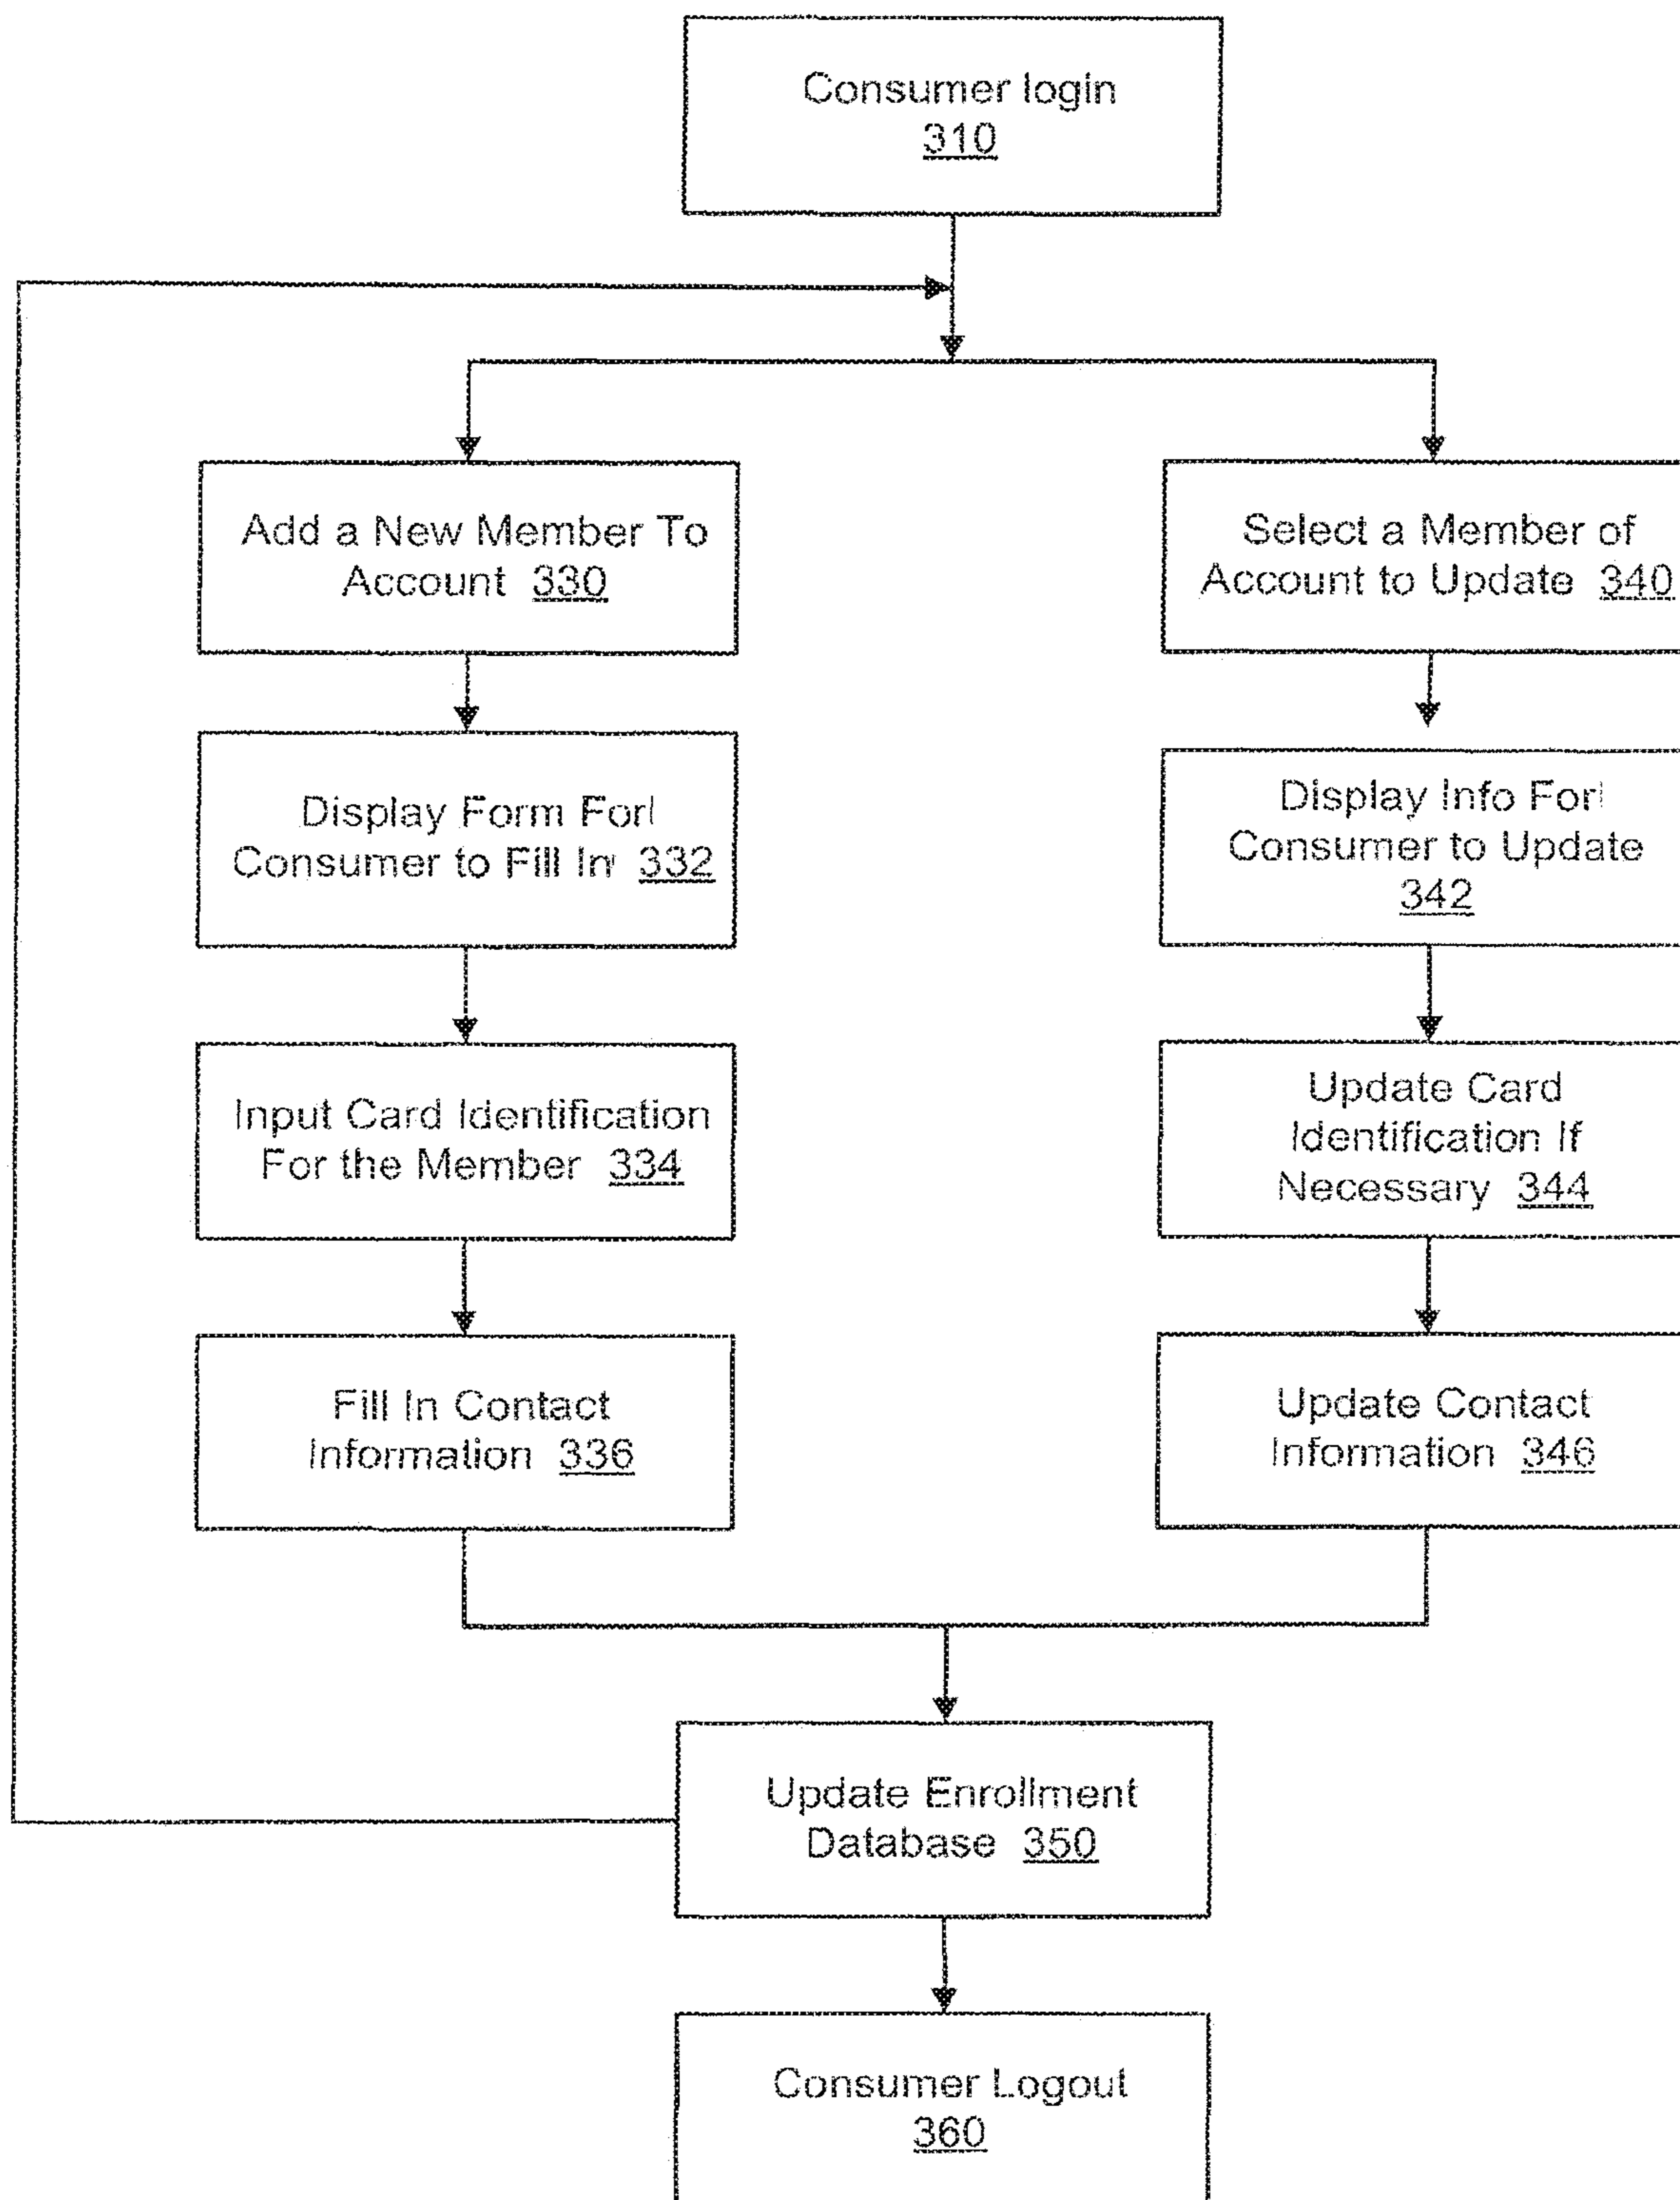 Consumer login
310
Add a New Member To
Account 330
Select a Member of
Account to Update 340
Display Form For
Consumer to Fill In 332
Display Info For
Consumer to Update
342
Input Card Identification
For the Member 334
Update Card
Identification If
Necessary 344
Fill In Contact
Information 336
Update Contact
Information 346
Update Enrollment
Database 350
Consumer Logout
360